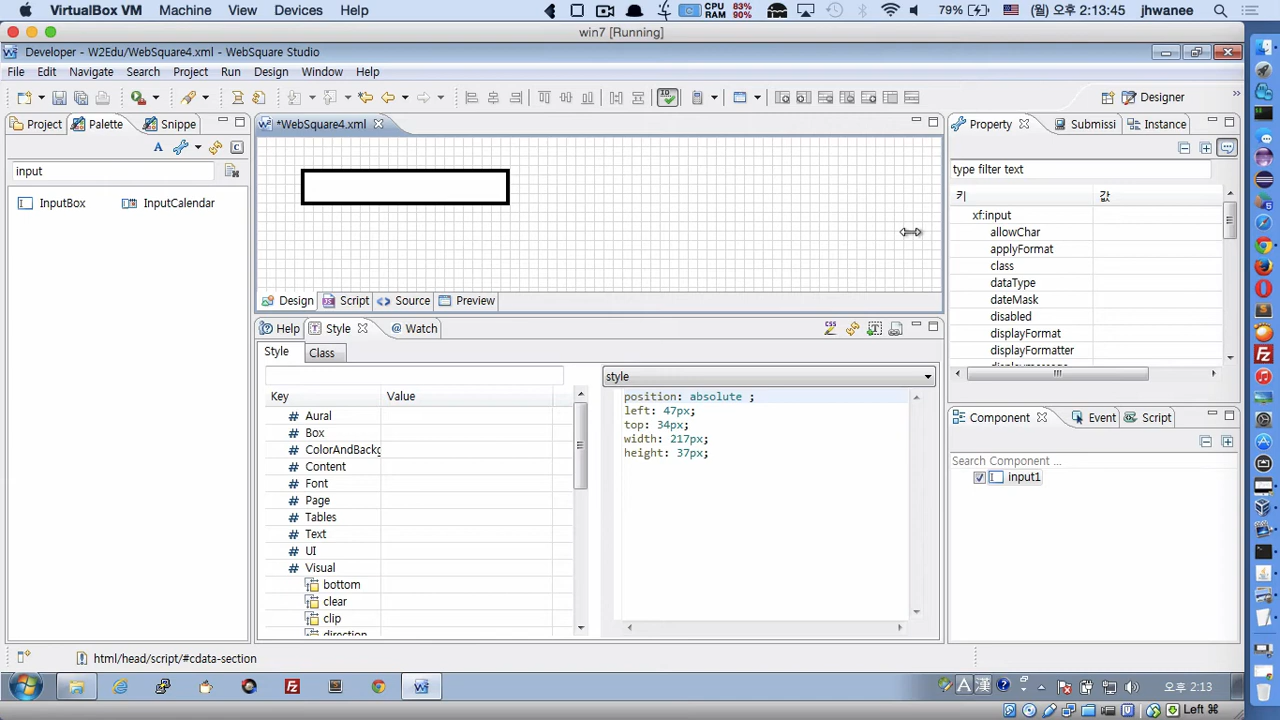 VirtualBox VM Machine View Devices Help CPU 83% RAM 90% 79% (월) 오후 2:13:45 jhwanee
win7 [Running]
Developer - W2Edu/WebSquare4.xml - WebSquare Studio
File Edit Navigate Search Project Run Design Window Help
Designer
Project Palette Snippe
*WebSquare4.xml
Property Submissi Instance
input
type filter text
InputBox InputCalendar
키 값
xf:input
allowChar
applyFormat
class
dataType
dateMask
disabled
displayFormat
displayFormatter
displaymessage
Design Script Source Preview
Help Style Watch
Style Class
style
Key Value
Aural
Box
ColorAndBackg
Content
Font
Page
Tables
Text
UI
Visual
bottom
clear
clip
direction
position: absolute ;
left: 47px;
top: 34px;
width: 217px;
height: 37px;
Component Event Script
Search Component ...
input1
html/head/script/#cdata-section
A 漢 오후 2:13
Left ⌘